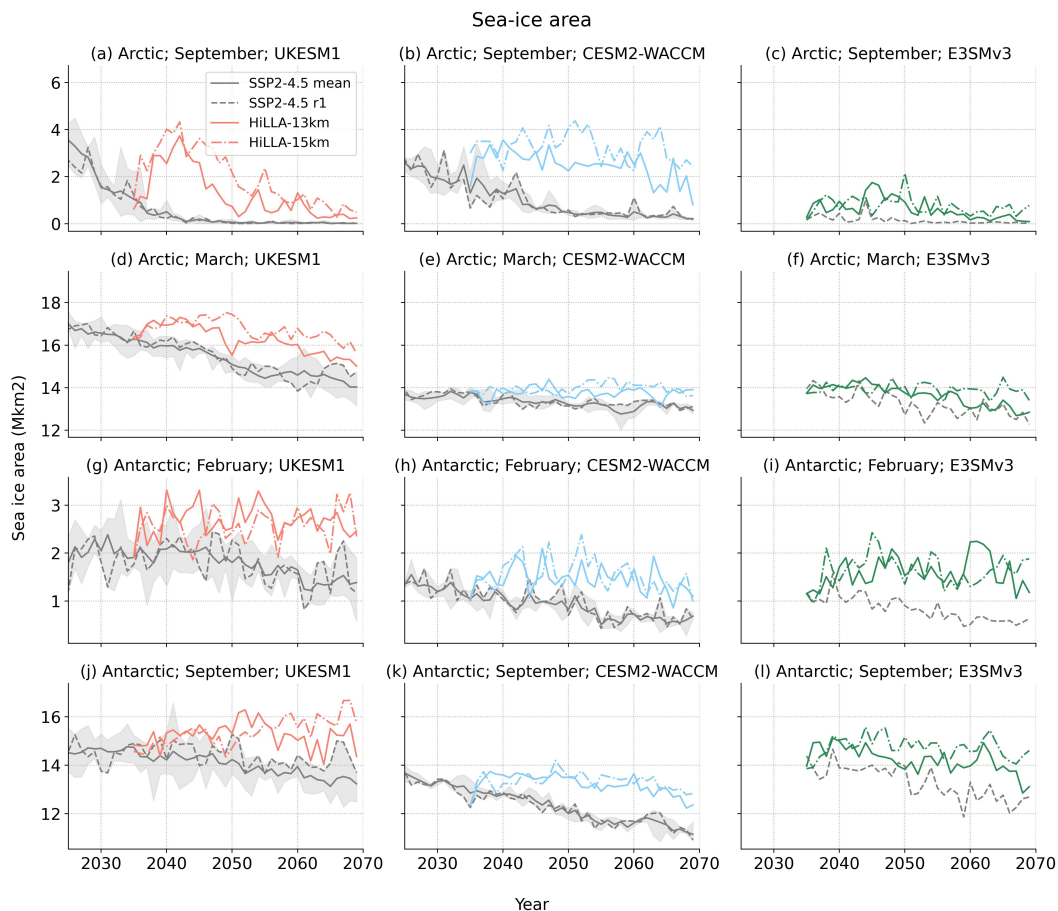 Sea-ice area
(a) Arctic; September; UKESM1
(b) Arctic; September; CESM2-WACCM
(c) Arctic; September; E3SMv3
SSP2-4.5 mean
SSP2-4.5 r1
HiLLA-13km
HiLLA-15km
6
4
2
0
(d) Arctic; March; UKESM1
(e) Arctic; March; CESM2-WACCM
(f) Arctic; March; E3SMv3
18
16
14
12
Sea ice area (Mkm2)
(g) Antarctic; February; UKESM1
(h) Antarctic; February; CESM2-WACCM
(i) Antarctic; February; E3SMv3
3
2
1
(j) Antarctic; September; UKESM1
(k) Antarctic; September; CESM2-WACCM
(l) Antarctic; September; E3SMv3
16
14
12
2030 2040 2050 2060 2070
2030 2040 2050 2060 2070
2030 2040 2050 2060 2070
Year